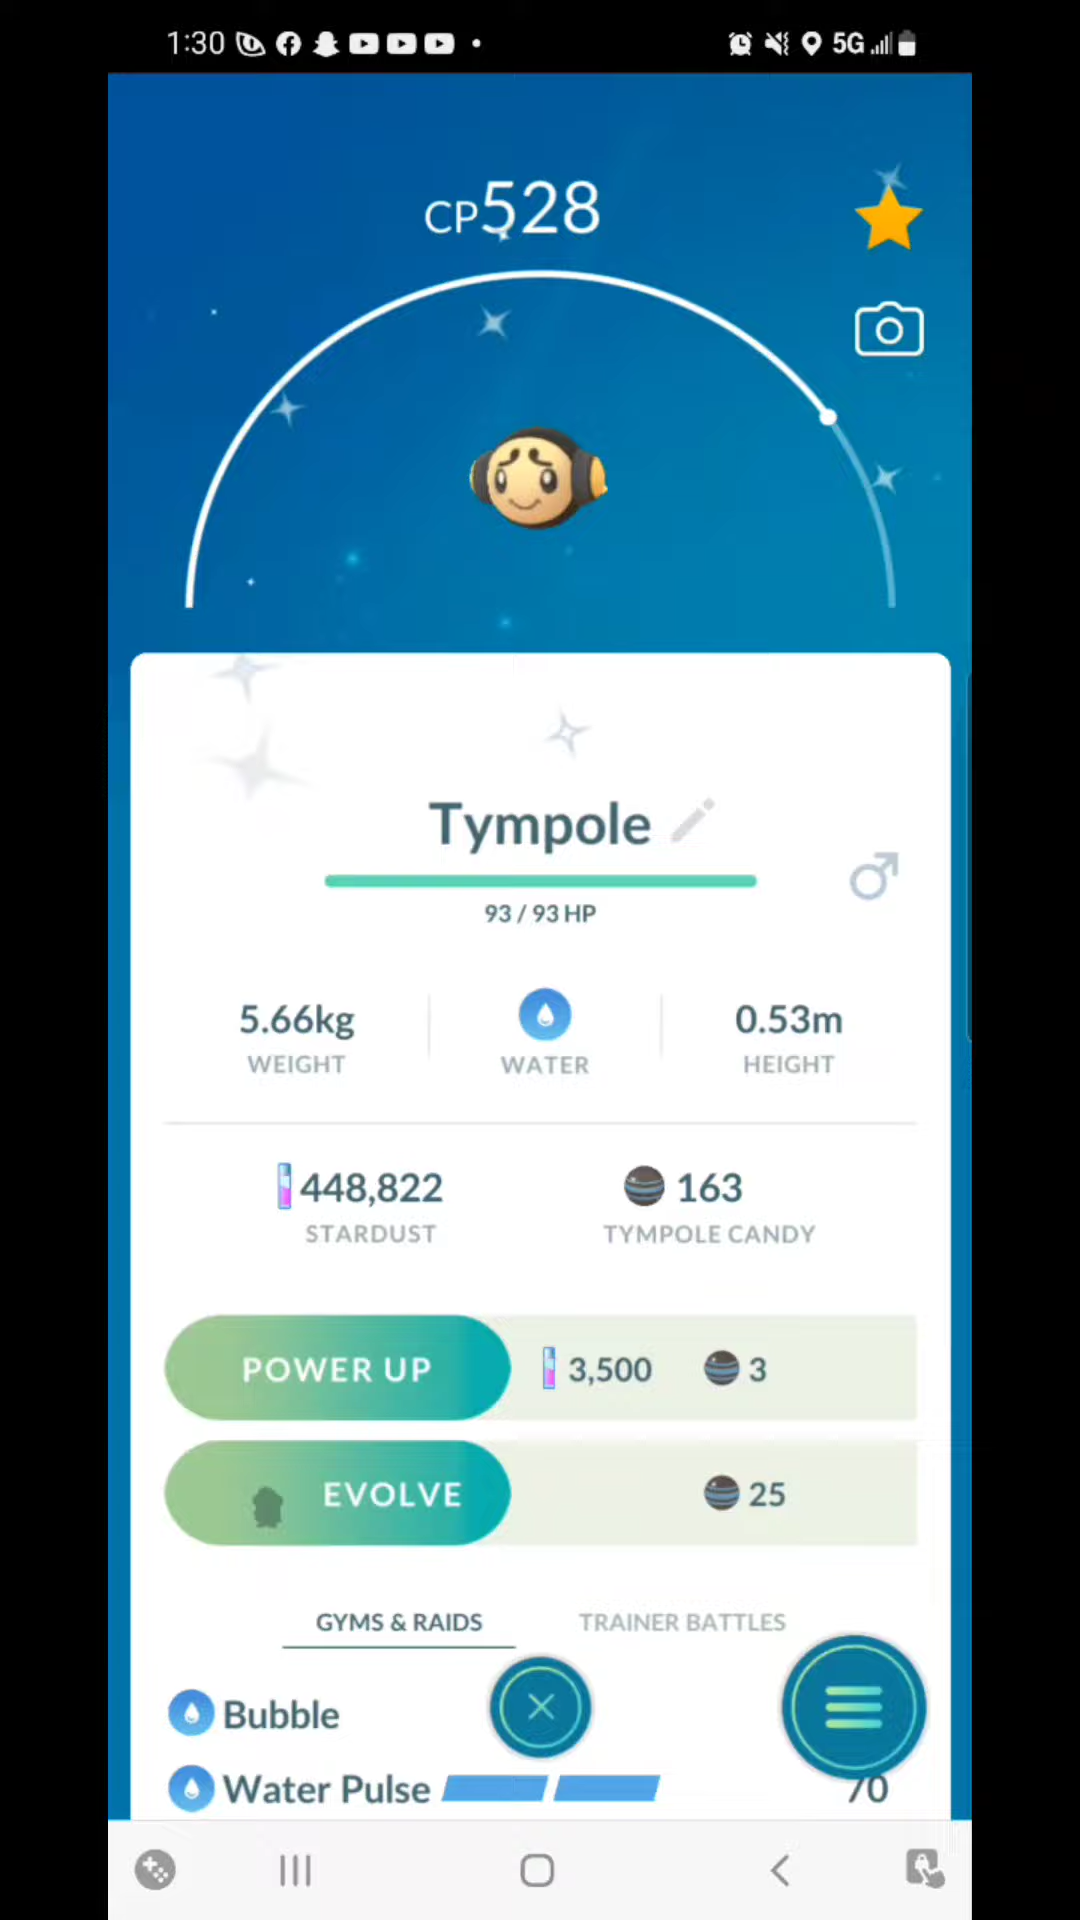 1:30
5G
CP528
Tympole
93 / 93 HP
5.66kg
WEIGHT
WATER
0.53m
HEIGHT
448,822
STARDUST
163
TYMPOLE CANDY
POWER UP 3,500 3
EVOLVE 25
GYMS & RAIDS TRAINER BATTLES
Bubble
Water Pulse 70